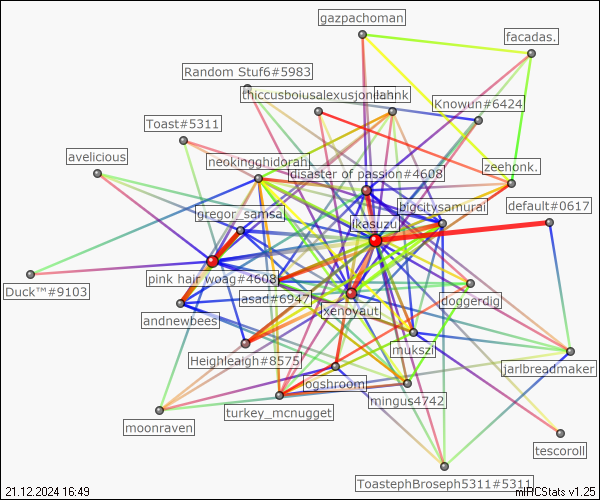 gazpachoman
facadas.
Random Stuf6#5983
thiccusboiusalexusjonhahnk
Knowun#6424
Toast#5311
avelicious
neokingghidorah
zeehonk.
disaster of passion#4608
gregor_samsa
bigcitysamurai
default#0617
ikasuzu
pink hair woag#4608
Duck™#9103
asad#6947
doggerdig
andnewbees
xenoyaut
mukszi
Heighleaigh#8575
jarlbreadmaker
ogshroom
mingus4742
turkey_mcnugget
moonraven
tescoroll
ToastephBroseph5311#5311
21.12.2024 16:49
mIRCStats v1.25